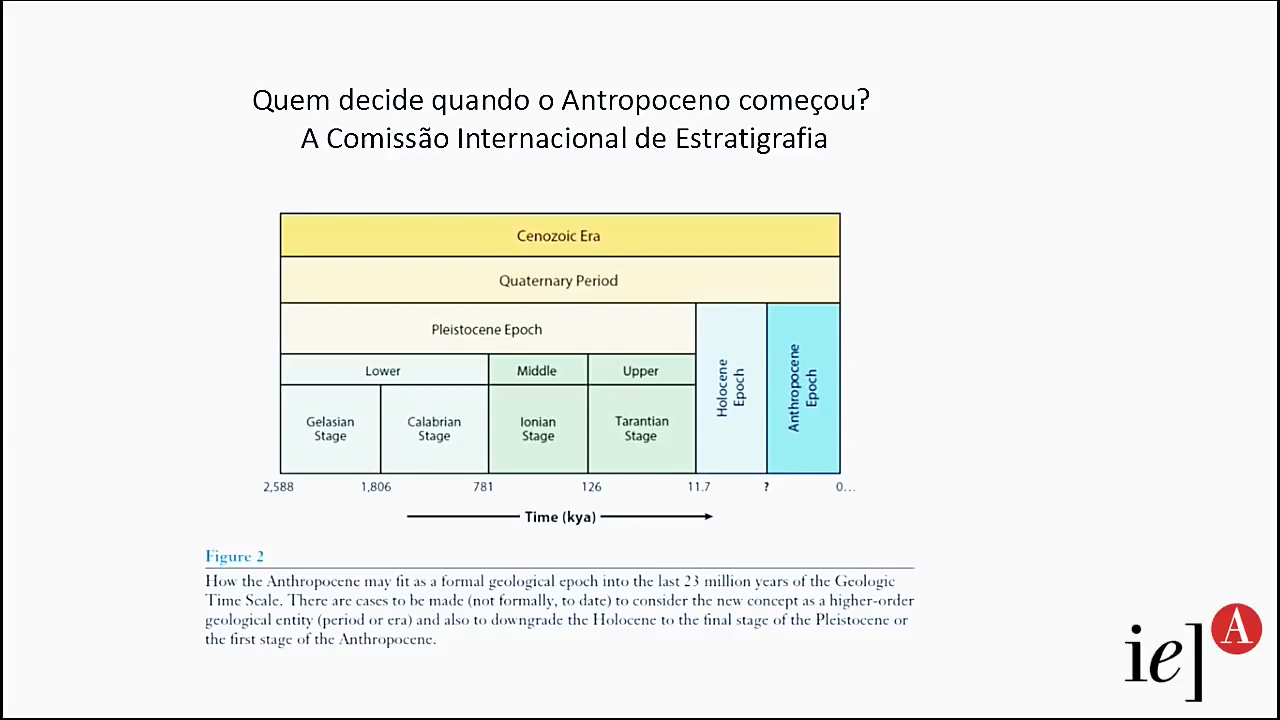 Quem decide quando o Antropoceno começou?
A Comissão Internacional de Estratigrafia
Cenozoic Era
Quaternary Period
Pleistocene Epoch
Lower
Middle
Upper
Gelasian
Stage
Calabrian
Stage
Ionian
Stage
Tarantian
Stage
Holocene
Epoch
Anthropocene
Epoch
2,588
1,806
781
126
11.7
?
0...
Time (kya)
Figure 2
How the Anthropocene may fit as a formal geological epoch into the last 23 million years of the Geologic
Time Scale. There are cases to be made (not formally, to date) to consider the new concept as a higher-order
geological entity (period or era) and also to downgrade the Holocene to the final stage of the Pleistocene or
the first stage of the Anthropocene.
ie] A